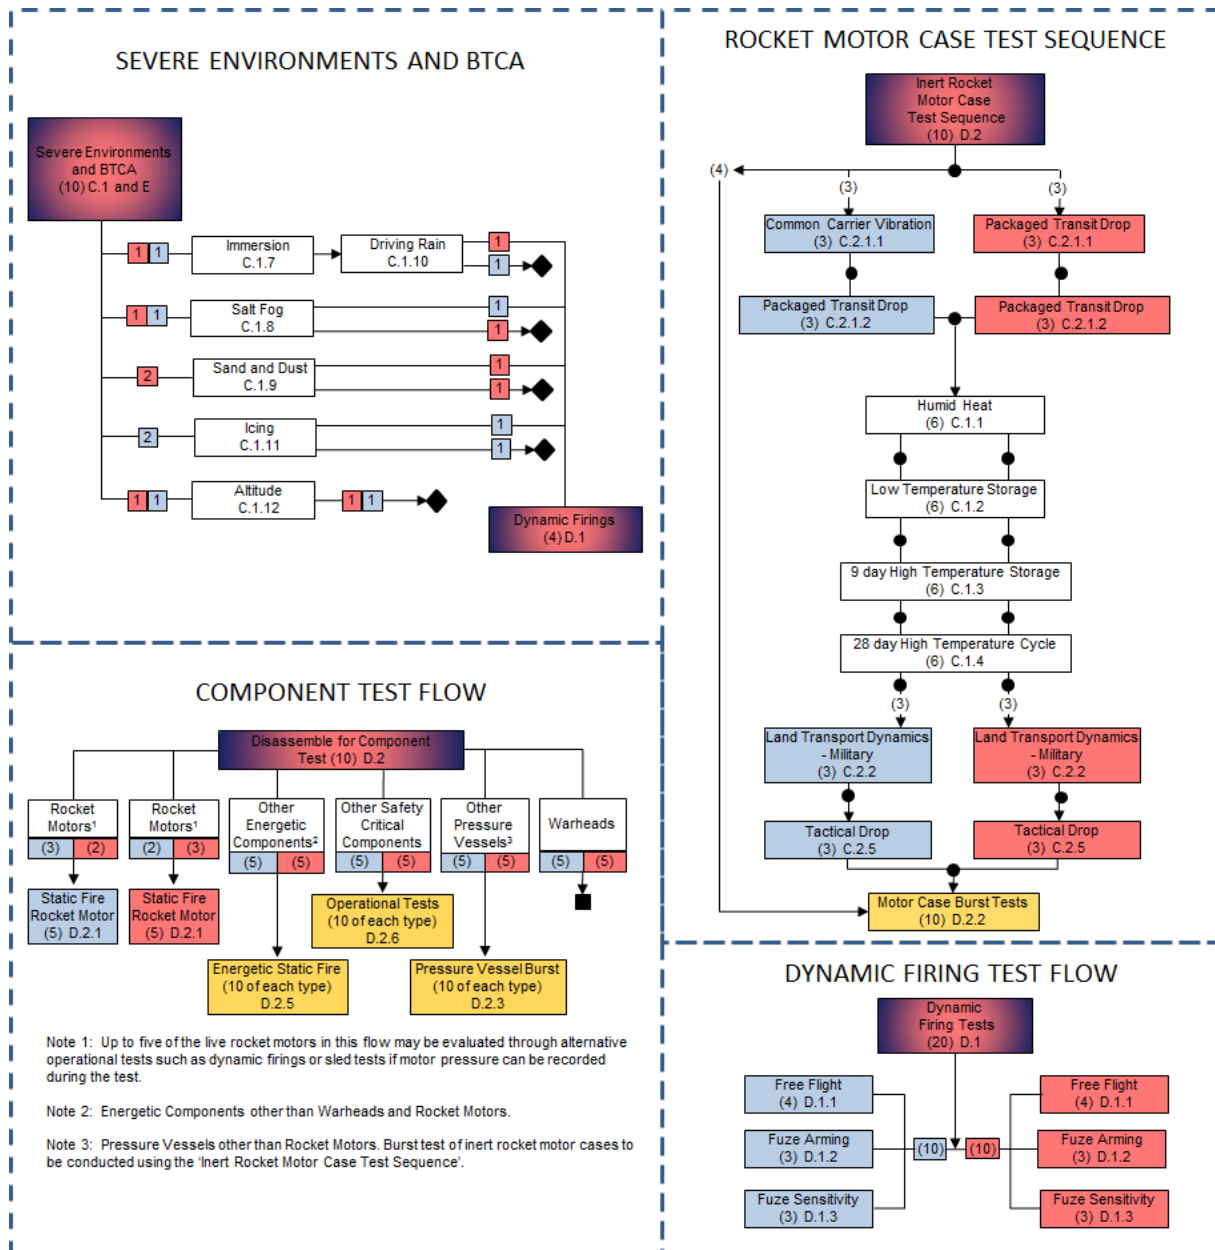 SEVERE ENVIRONMENTS AND BTCA
Severe Environments
and BTCA
(10) C.1 and E
1 1
Immersion
C.1.7
Driving Rain
C.1.10
1
1
1 1
Salt Fog
C.1.8
1
1
2
Sand and Dust
C.1.9
1
1
2
Icing
C.1.11
1
1
1 1
Altitude
C.1.12
1 1
Dynamic Firings
(4) D.1
ROCKET MOTOR CASE TEST SEQUENCE
Inert Rocket
Motor Case
Test Sequence
(10) D.2
(4)
(3)
(3)
Common Carrier Vibration
(3) C.2.1.1
Packaged Transit Drop
(3) C.2.1.1
Packaged Transit Drop
(3) C.2.1.2
Packaged Transit Drop
(3) C.2.1.2
Humid Heat
(6) C.1.1
Low Temperature Storage
(6) C.1.2
9 day High Temperature Storage
(6) C.1.3
28 day High Temperature Cycle
(6) C.1.4
(3)
(3)
Land Transport Dynamics
- Military
(3) C.2.2
Land Transport Dynamics
- Military
(3) C.2.2
Tactical Drop
(3) C.2.5
Tactical Drop
(3) C.2.5
Motor Case Burst Tests
(10) D.2.2
COMPONENT TEST FLOW
Disassemble for Component
Test (10) D.2
Rocket
Motors¹
(3) (2)
Rocket
Motors¹
(2) (3)
Other
Energetic
Components²
(5) (5)
Other Safety
Critical
Components
(5) (5)
Other
Pressure
Vessels³
(5) (5)
Warheads
(5) (5)
Static Fire
Rocket Motor
(5) D.2.1
Static Fire
Rocket Motor
(5) D.2.1
Operational Tests
(10 of each type)
D.2.6
Energetic Static Fire
(10 of each type)
D.2.5
Pressure Vessel Burst
(10 of each type)
D.2.3
Note 1: Up to five of the live rocket motors in this flow may be evaluated through alternative
operational tests such as dynamic firings or sled tests if motor pressure can be recorded
during the test.
Note 2: Energetic Components other than Warheads and Rocket Motors.
Note 3: Pressure Vessels other than Rocket Motors. Burst test of inert rocket motor cases to
be conducted using the 'Inert Rocket Motor Case Test Sequence'.
DYNAMIC FIRING TEST FLOW
Dynamic
Firing Tests
(20) D.1
Free Flight
(4) D.1.1
Free Flight
(4) D.1.1
Fuze Arming
(3) D.1.2
(10)
(10)
Fuze Arming
(3) D.1.2
Fuze Sensitivity
(3) D.1.3
Fuze Sensitivity
(3) D.1.3